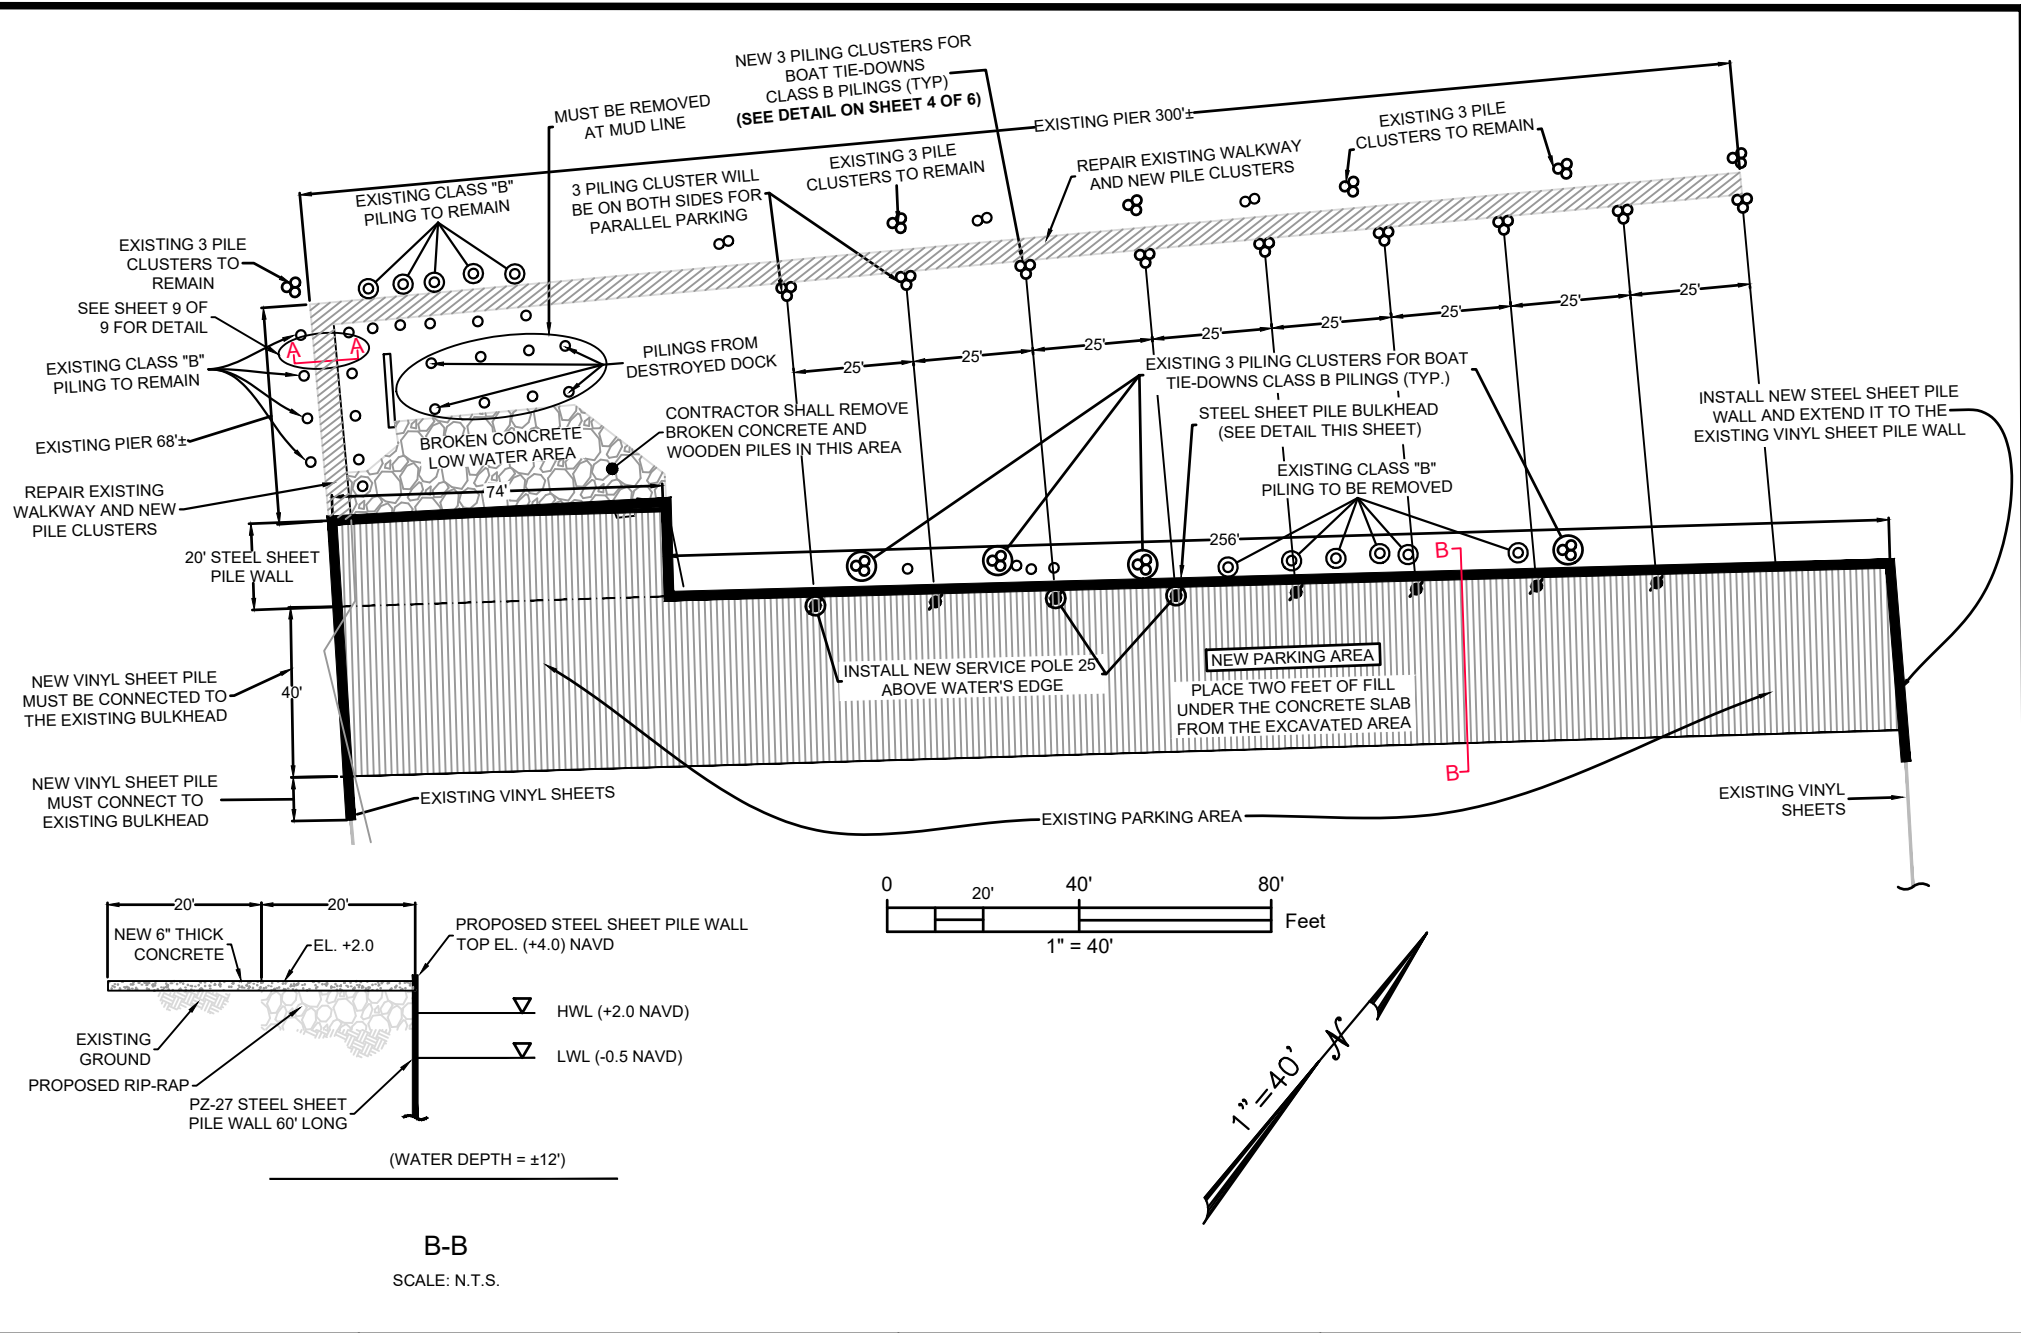 NEW 3 PILING CLUSTERS FOR
BOAT TIE-DOWNS
CLASS B PILINGS (TYP)
(SEE DETAIL ON SHEET 4 OF 6)
MUST BE REMOVED
AT MUD LINE
EXISTING PIER 300'±
EXISTING 3 PILE
CLUSTERS TO REMAIN
REPAIR EXISTING WALKWAY
AND NEW PILE CLUSTERS
EXISTING 3 PILE
CLUSTERS TO REMAIN
3 PILING CLUSTER WILL
BE ON BOTH SIDES FOR
PARALLEL PARKING
EXISTING CLASS "B"
PILING TO REMAIN
EXISTING 3 PILE
CLUSTERS TO
REMAIN
SEE SHEET 9 OF
9 FOR DETAIL
A
A
EXISTING CLASS "B"
PILING TO REMAIN
EXISTING PIER 68'±
REPAIR EXISTING
WALKWAY AND NEW
PILE CLUSTERS
20' STEEL SHEET
PILE WALL
NEW VINYL SHEET PILE
MUST BE CONNECTED TO
THE EXISTING BULKHEAD
40'
NEW VINYL SHEET PILE
MUST CONNECT TO
EXISTING BULKHEAD
EXISTING VINYL SHEETS
PILINGS FROM
DESTROYED DOCK
BROKEN CONCRETE
LOW WATER AREA
74'
CONTRACTOR SHALL REMOVE
BROKEN CONCRETE AND
WOODEN PILES IN THIS AREA
25'
25'
25'
25'
25'
25'
25'
25'
EXISTING 3 PILING CLUSTERS FOR BOAT
TIE-DOWNS CLASS B PILINGS (TYP.)
STEEL SHEET PILE BULKHEAD
(SEE DETAIL THIS SHEET)
EXISTING CLASS "B"
PILING TO BE REMOVED
INSTALL NEW STEEL SHEET PILE
WALL AND EXTEND IT TO THE
EXISTING VINYL SHEET PILE WALL
256'
B
B
INSTALL NEW SERVICE POLE 25
ABOVE WATER'S EDGE
NEW PARKING AREA
PLACE TWO FEET OF FILL
UNDER THE CONCRETE SLAB
FROM THE EXCAVATED AREA
EXISTING PARKING AREA
EXISTING VINYL
SHEETS
0
20'
40'
80'
Feet
1" = 40'
1"=40'
N
20'
20'
NEW 6" THICK
CONCRETE
EL. +2.0
PROPOSED STEEL SHEET PILE WALL
TOP EL. (+4.0) NAVD
HWL (+2.0 NAVD)
LWL (-0.5 NAVD)
EXISTING
GROUND
PROPOSED RIP-RAP
PZ-27 STEEL SHEET
PILE WALL 60' LONG
(WATER DEPTH = ±12')
B-B
SCALE: N.T.S.